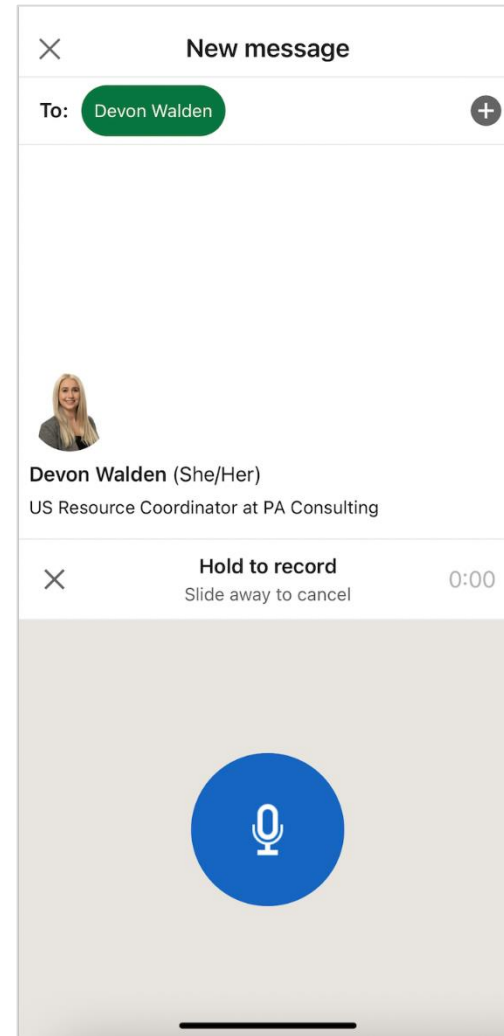 New message
To: Devon Walden
Devon Walden (She/Her)
US Resource Coordinator at PA Consulting
Hold to record
0:00
Slide away to cancel